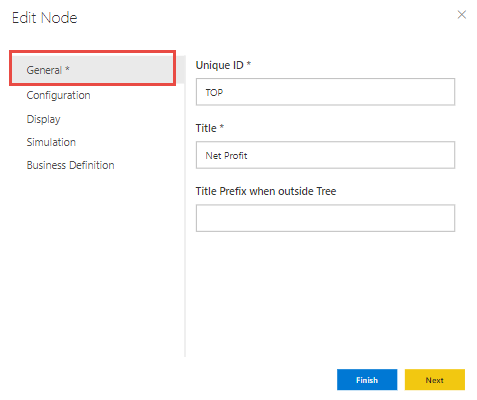 Edit Node
General *
Configuration
Display
Simulation
Business Definition
Unique ID *
TOP
Title *
Net Profit
Title Prefix when outside Tree
Finish
Next